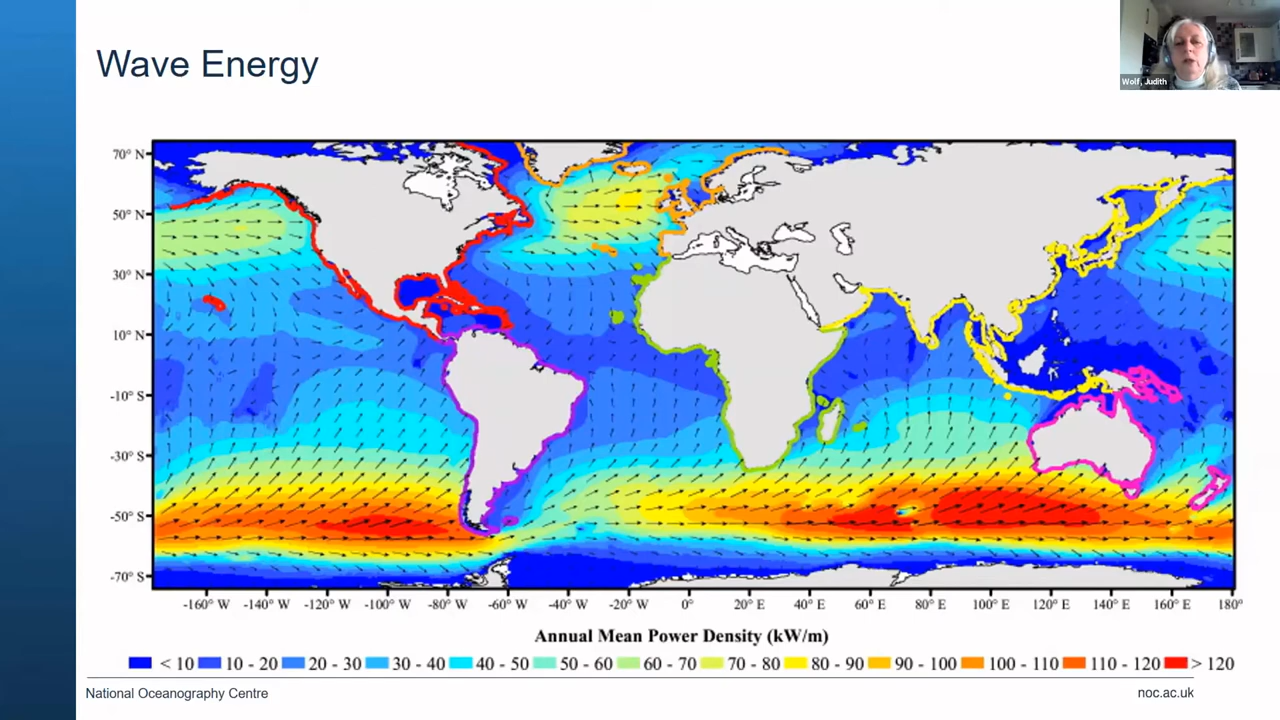 Wave Energy
Wolf, Judith
70° N
50° N
30° N
10° N
-10° S
-30° S
-50° S
-70° S
-160° W -140° W -120° W -100° W -80° W -60° W -40° W -20° W 0° 20° E 40° E 60° E 80° E 100° E 120° E 140° E 160° E 180°
Annual Mean Power Density (kW/m)
< 10 10 - 20 20 - 30 30 - 40 40 - 50 50 - 60 60 - 70 70 - 80 80 - 90 90 - 100 100 - 110 110 - 120 > 120
National Oceanography Centre
noc.ac.uk